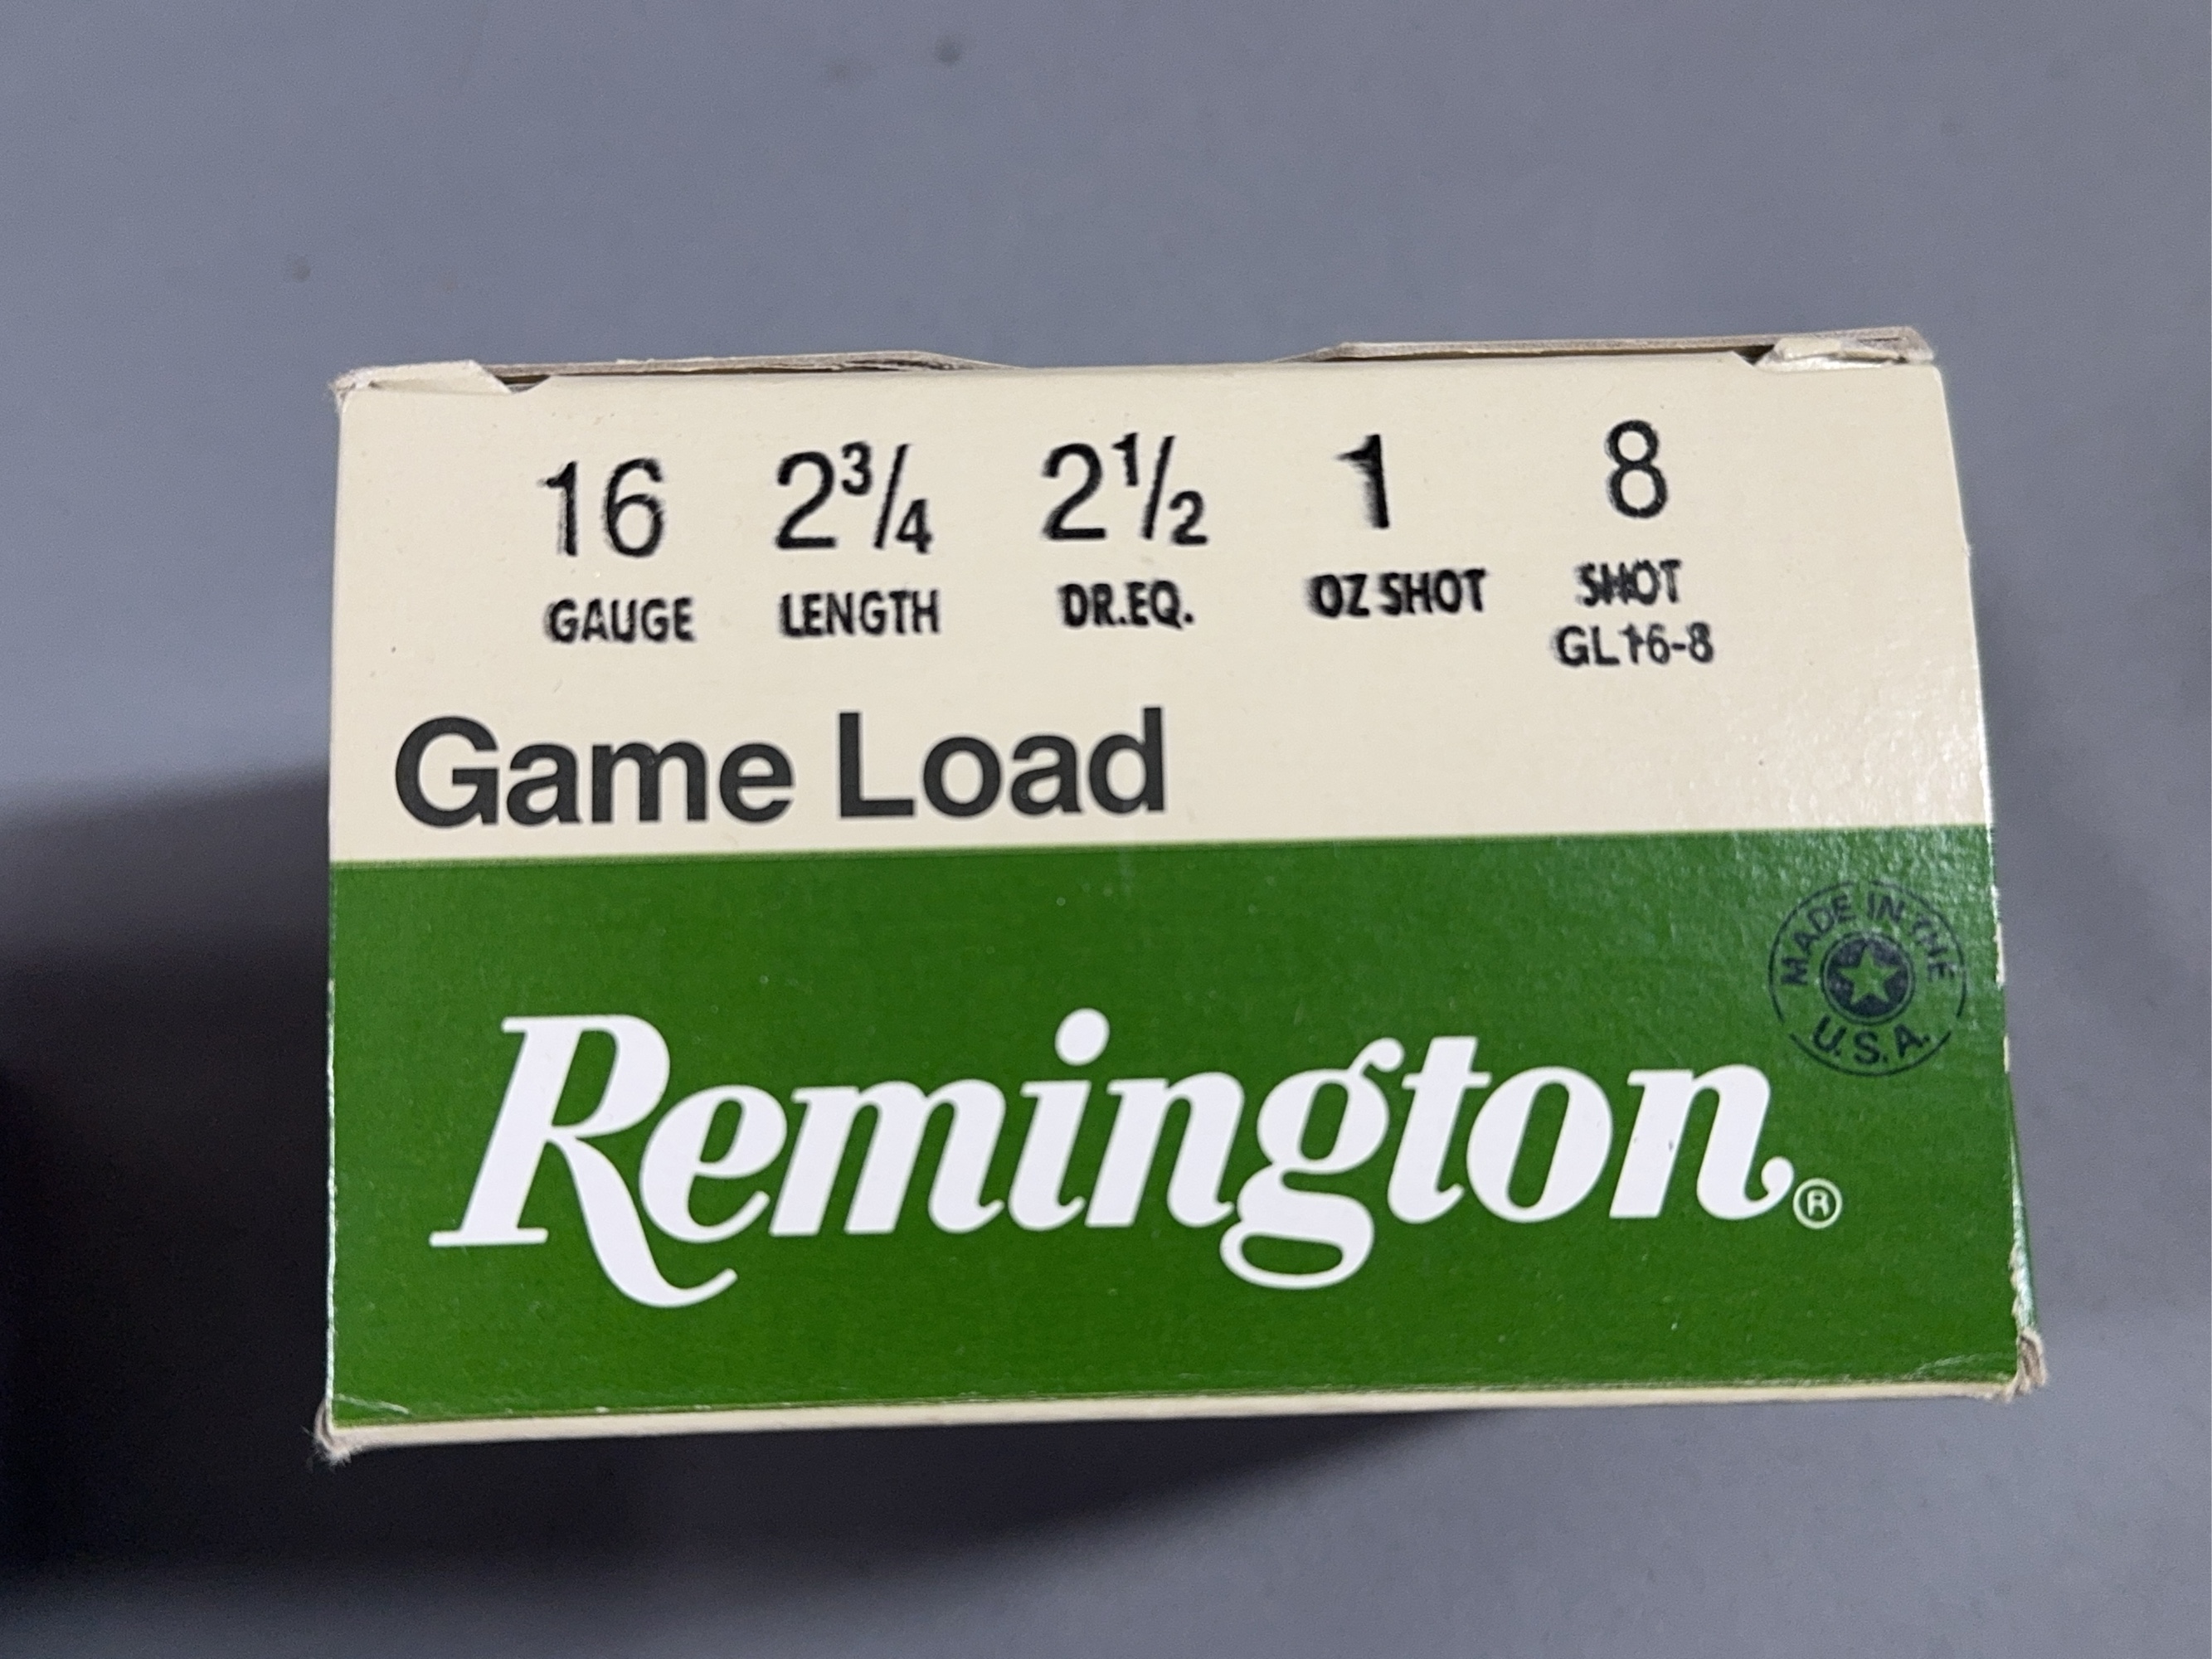 16 2¾ 2½ 1 8
GAUGE LENGTH DR.EQ. OZ SHOT SHOT
GL16-8
Game Load
MADE IN THE
U.S.A.
Remington®